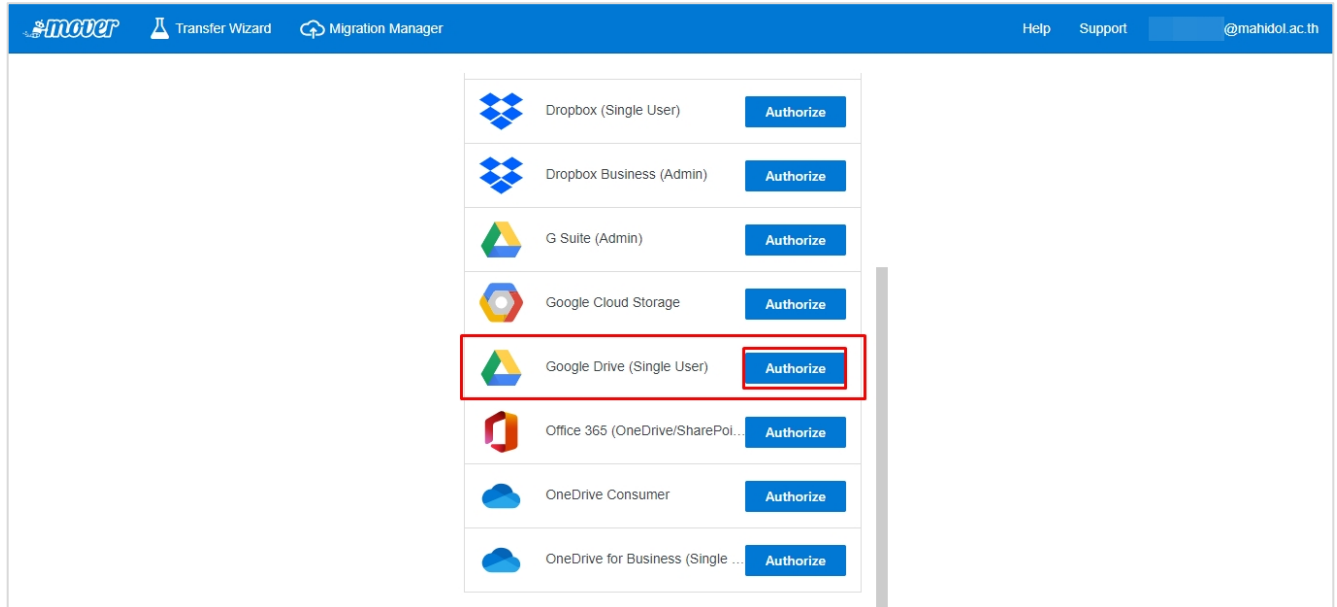 mover Transfer Wizard Migration Manager Help Support @mahidol.ac.th
Dropbox (Single User) Authorize
Dropbox Business (Admin) Authorize
G Suite (Admin) Authorize
Google Cloud Storage Authorize
Google Drive (Single User) Authorize
Office 365 (OneDrive/SharePoi... Authorize
OneDrive Consumer Authorize
OneDrive for Business (Single ... Authorize